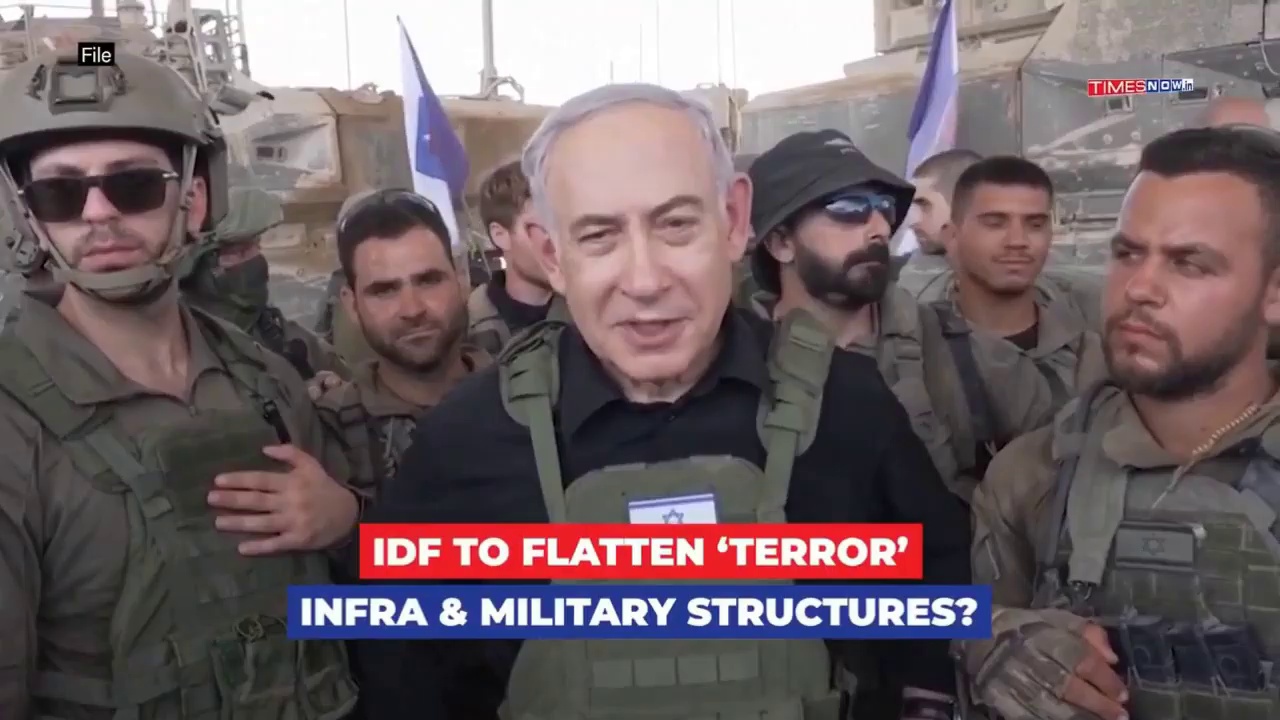 File
TIMESNOW.in
IDF TO FLATTEN ‘TERROR’
INFRA & MILITARY STRUCTURES?